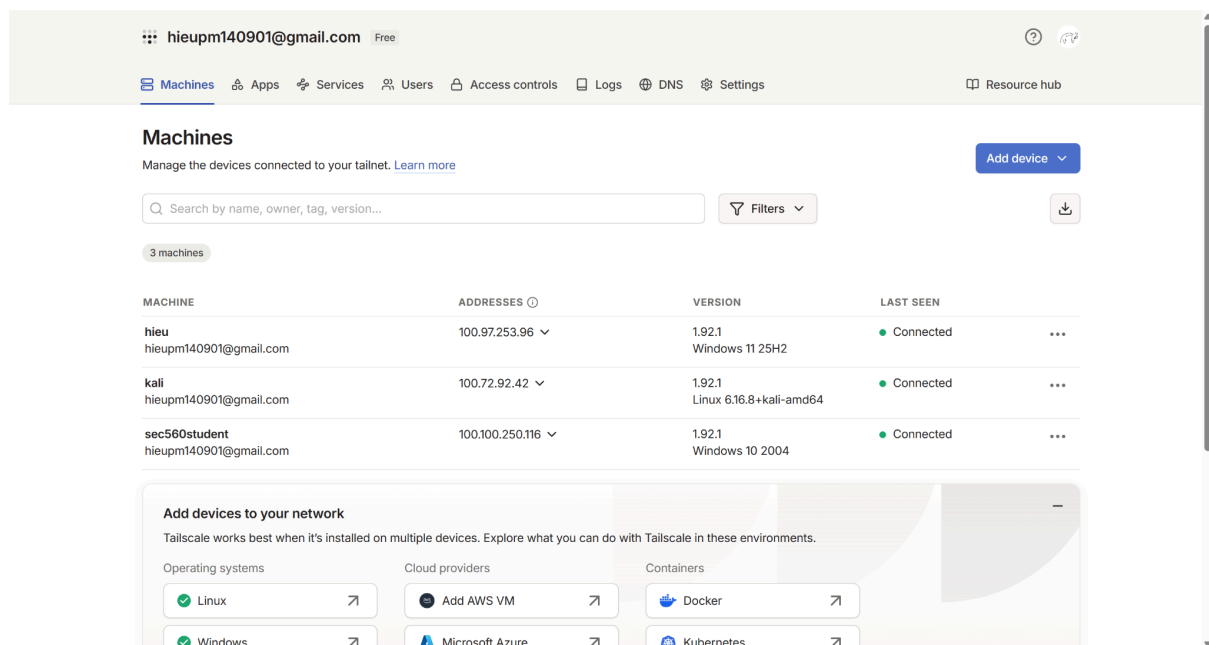 hieupm140901@gmail.com Free
Machines Apps Services Users Access controls Logs DNS Settings Resource hub
Machines
Manage the devices connected to your tailnet. Learn more
Add device
Search by name, owner, tag, version...
Filters
3 machines
MACHINE ADDRESSES VERSION LAST SEEN
hieu 100.97.253.96 1.92.1 Connected
hieupm140901@gmail.com Windows 11 25H2
kali 100.72.92.42 1.92.1 Connected
hieupm140901@gmail.com Linux 6.16.8+kali-amd64
sec560student 100.100.250.116 1.92.1 Connected
hieupm140901@gmail.com Windows 10 2004
Add devices to your network
Tailscale works best when it's installed on multiple devices. Explore what you can do with Tailscale in these environments.
Operating systems Cloud providers Containers
Linux Add AWS VM Docker
Windows Microsoft Azure Kubernetes